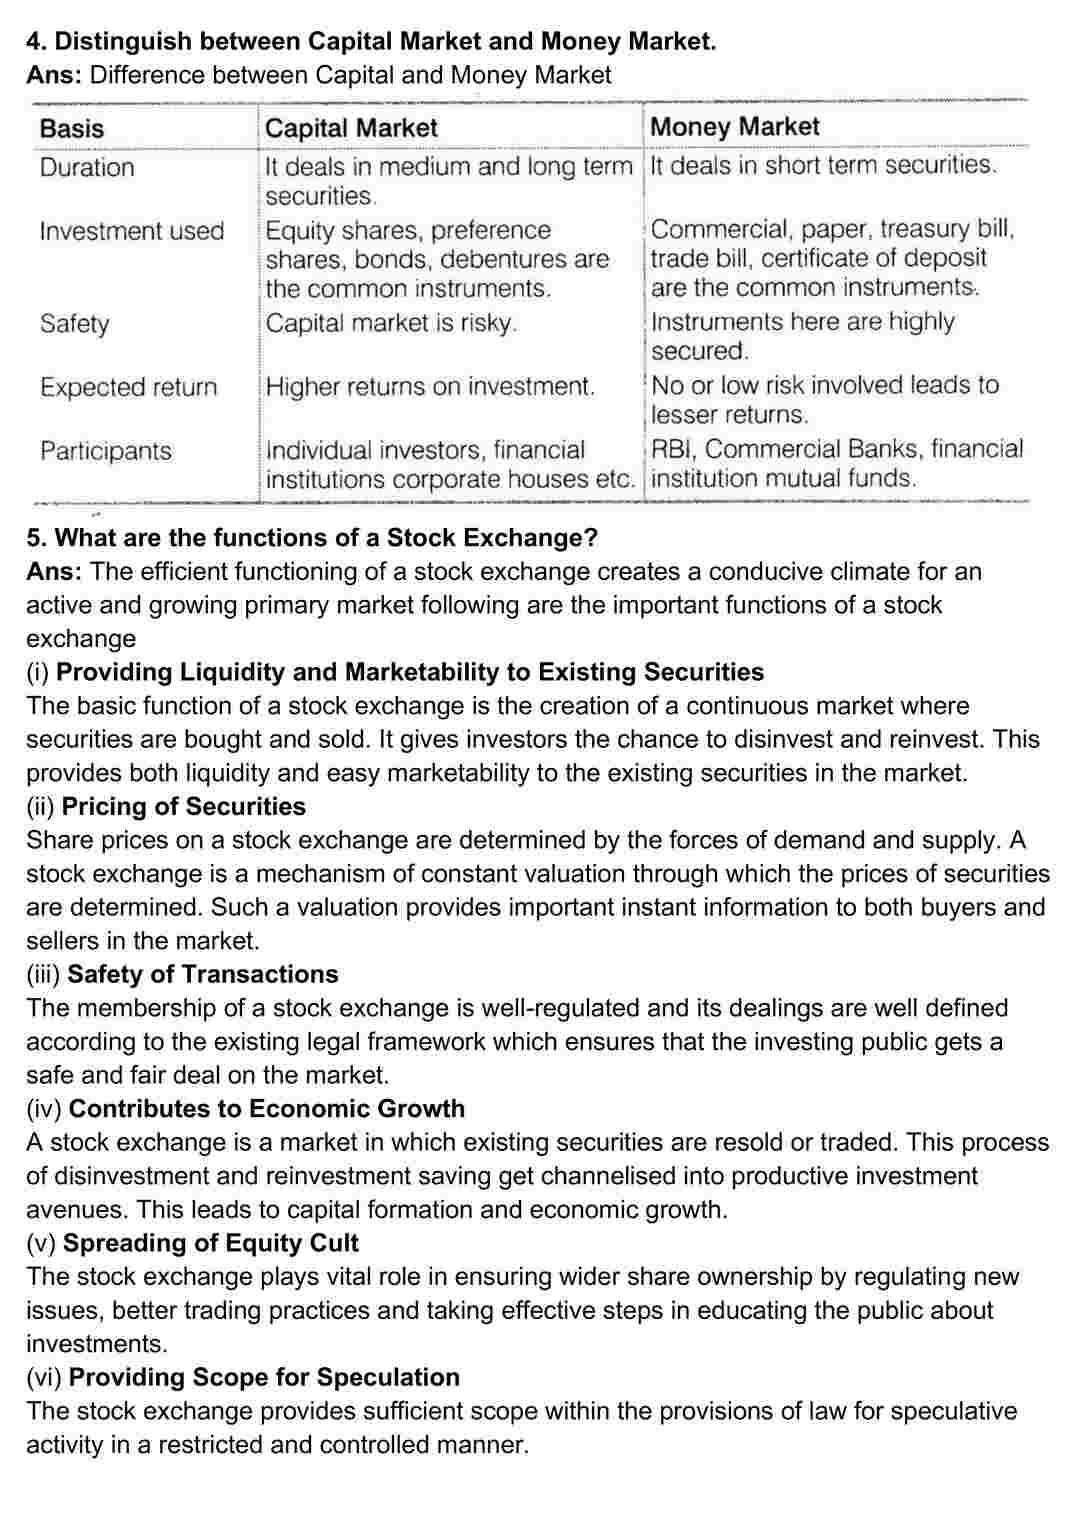 4. Distinguish between Capital Market and Money Market.
Ans: Difference between Capital and Money Market
Basis Capital Market Money Market
Duration It deals in medium and long term securities. It deals in short term securities.
Investment used Equity shares, preference shares, bonds, debentures are the common instruments. Commercial, paper, treasury bill, trade bill, certificate of deposit are the common instruments.
Safety Capital market is risky. Instruments here are highly secured.
Expected return Higher returns on investment. No or low risk involved leads to lesser returns.
Participants Individual investors, financial institutions corporate houses etc. RBI, Commercial Banks, financial institution mutual funds.
5. What are the functions of a Stock Exchange?
Ans: The efficient functioning of a stock exchange creates a conducive climate for an
active and growing primary market following are the important functions of a stock
exchange
(i) Providing Liquidity and Marketability to Existing Securities
The basic function of a stock exchange is the creation of a continuous market where
securities are bought and sold. It gives investors the chance to disinvest and reinvest. This
provides both liquidity and easy marketability to the existing securities in the market.
(ii) Pricing of Securities
Share prices on a stock exchange are determined by the forces of demand and supply. A
stock exchange is a mechanism of constant valuation through which the prices of securities
are determined. Such a valuation provides important instant information to both buyers and
sellers in the market.
(iii) Safety of Transactions
The membership of a stock exchange is well-regulated and its dealings are well defined
according to the existing legal framework which ensures that the investing public gets a
safe and fair deal on the market.
(iv) Contributes to Economic Growth
A stock exchange is a market in which existing securities are resold or traded. This process
of disinvestment and reinvestment saving get channelised into productive investment
avenues. This leads to capital formation and economic growth.
(v) Spreading of Equity Cult
The stock exchange plays vital role in ensuring wider share ownership by regulating new
issues, better trading practices and taking effective steps in educating the public about
investments.
(vi) Providing Scope for Speculation
The stock exchange provides sufficient scope within the provisions of law for speculative
activity in a restricted and controlled manner.